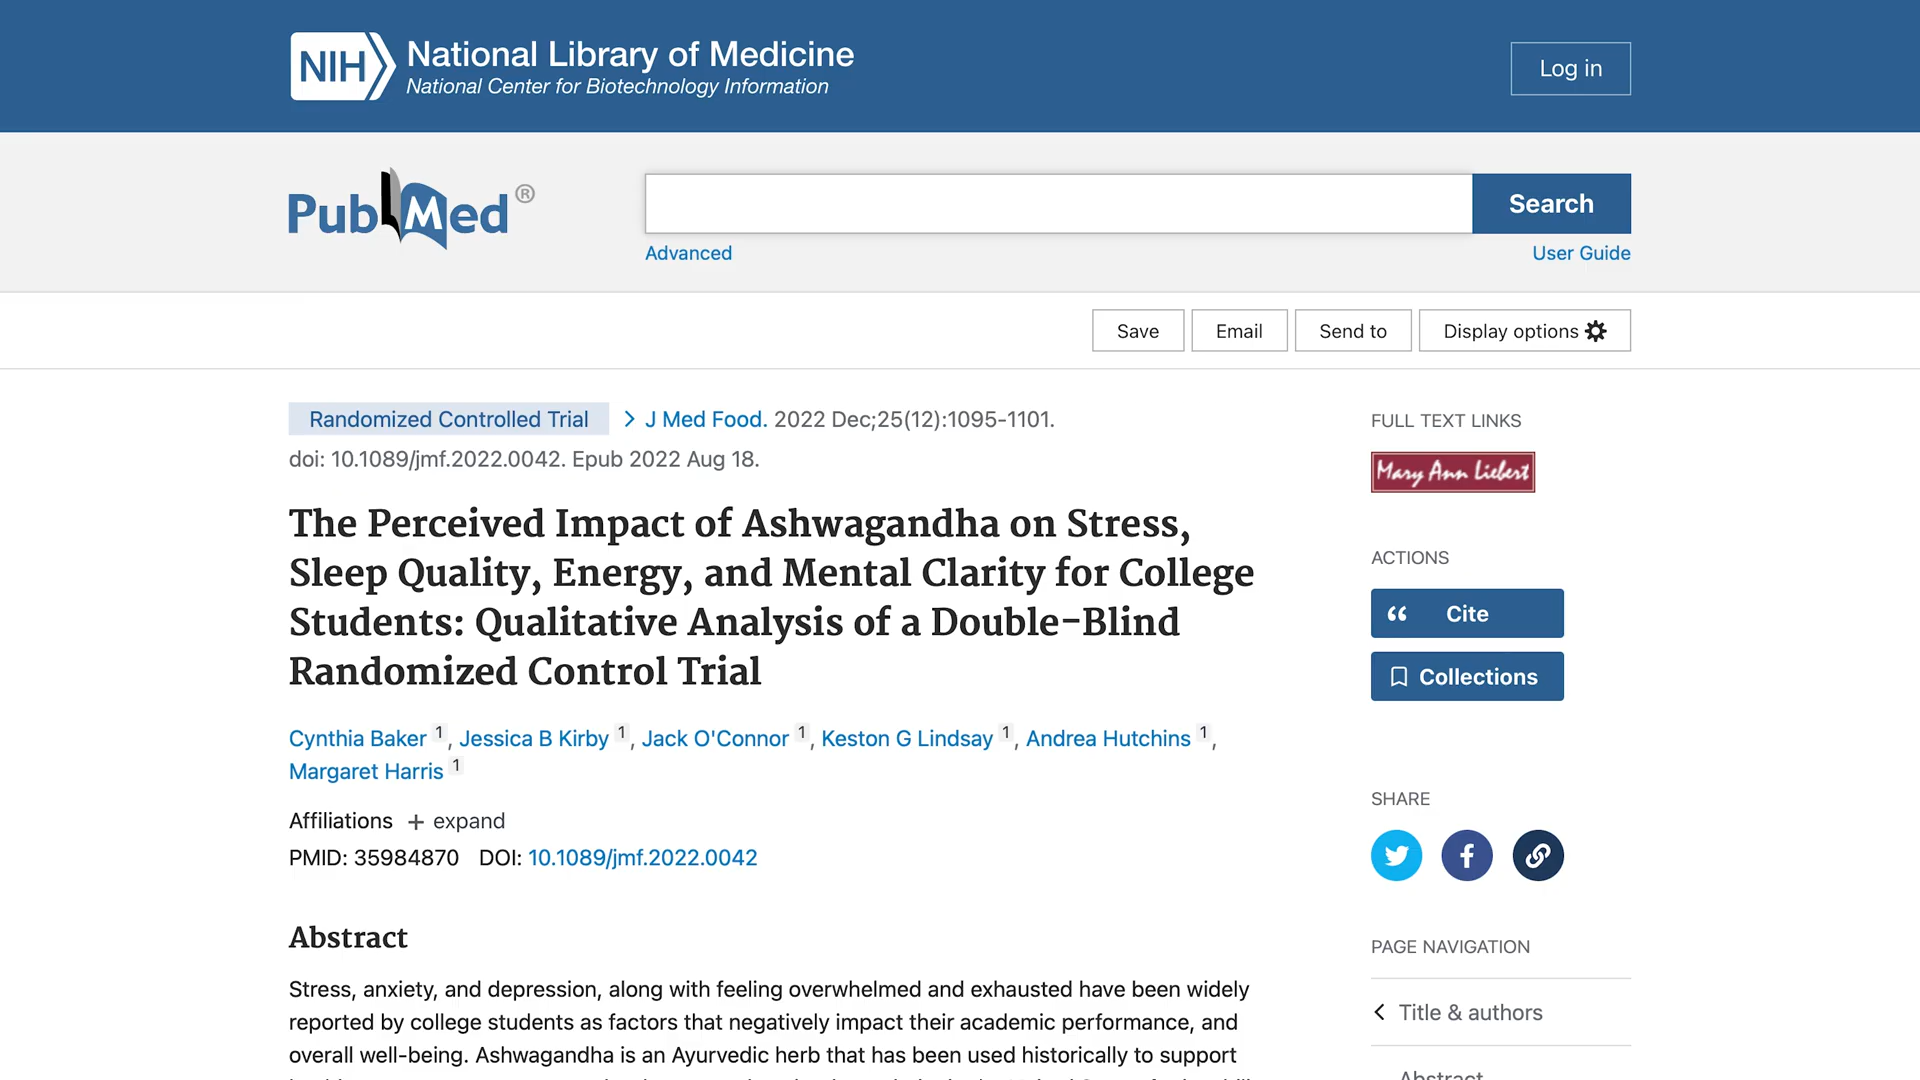 NIH National Library of Medicine
National Center for Biotechnology Information
Log in
PubMed®
Search
Advanced
User Guide
Save
Email
Send to
Display options
Randomized Controlled Trial
J Med Food. 2022 Dec;25(12):1095-1101.
doi: 10.1089/jmf.2022.0042. Epub 2022 Aug 18.
The Perceived Impact of Ashwagandha on Stress,
Sleep Quality, Energy, and Mental Clarity for College
Students: Qualitative Analysis of a Double-Blind
Randomized Control Trial
Cynthia Baker 1, Jessica B Kirby 1, Jack O'Connor 1, Keston G Lindsay 1, Andrea Hutchins 1,
Margaret Harris 1
Affiliations + expand
PMID: 35984870 DOI: 10.1089/jmf.2022.0042
Abstract
Stress, anxiety, and depression, along with feeling overwhelmed and exhausted have been widely
reported by college students as factors that negatively impact their academic performance, and
overall well-being. Ashwagandha is an Ayurvedic herb that has been used historically to support
FULL TEXT LINKS
Mary Ann Liebert
ACTIONS
Cite
Collections
SHARE
PAGE NAVIGATION
Title & authors
Abstract